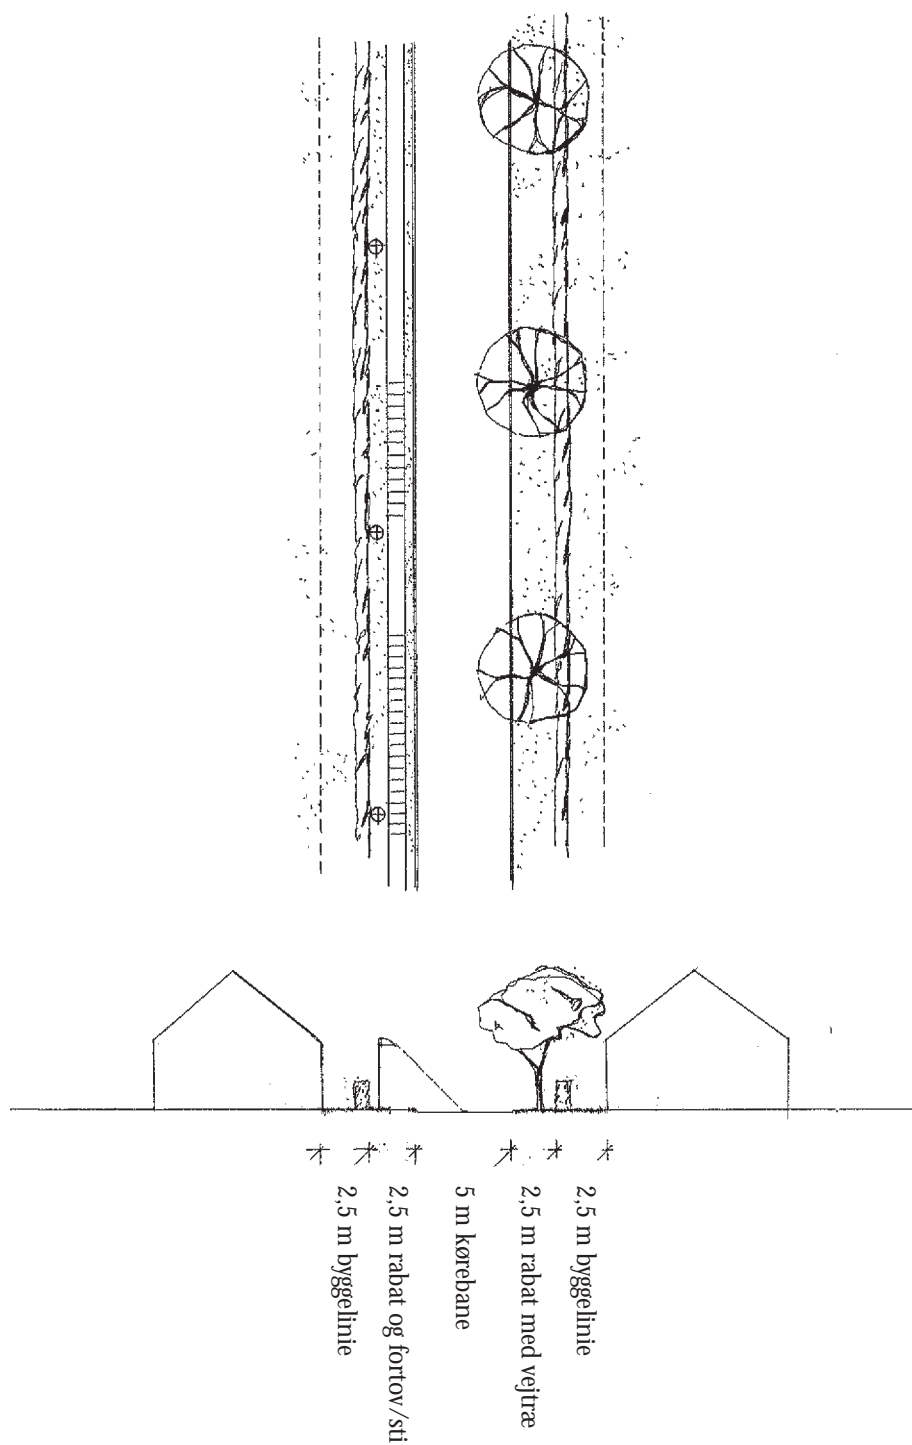 2,5 m byggelinie
2,5 m rabat og fortov/sti
5 m kørebane
2,5 m rabat med vejtræ
2,5 m byggelinie